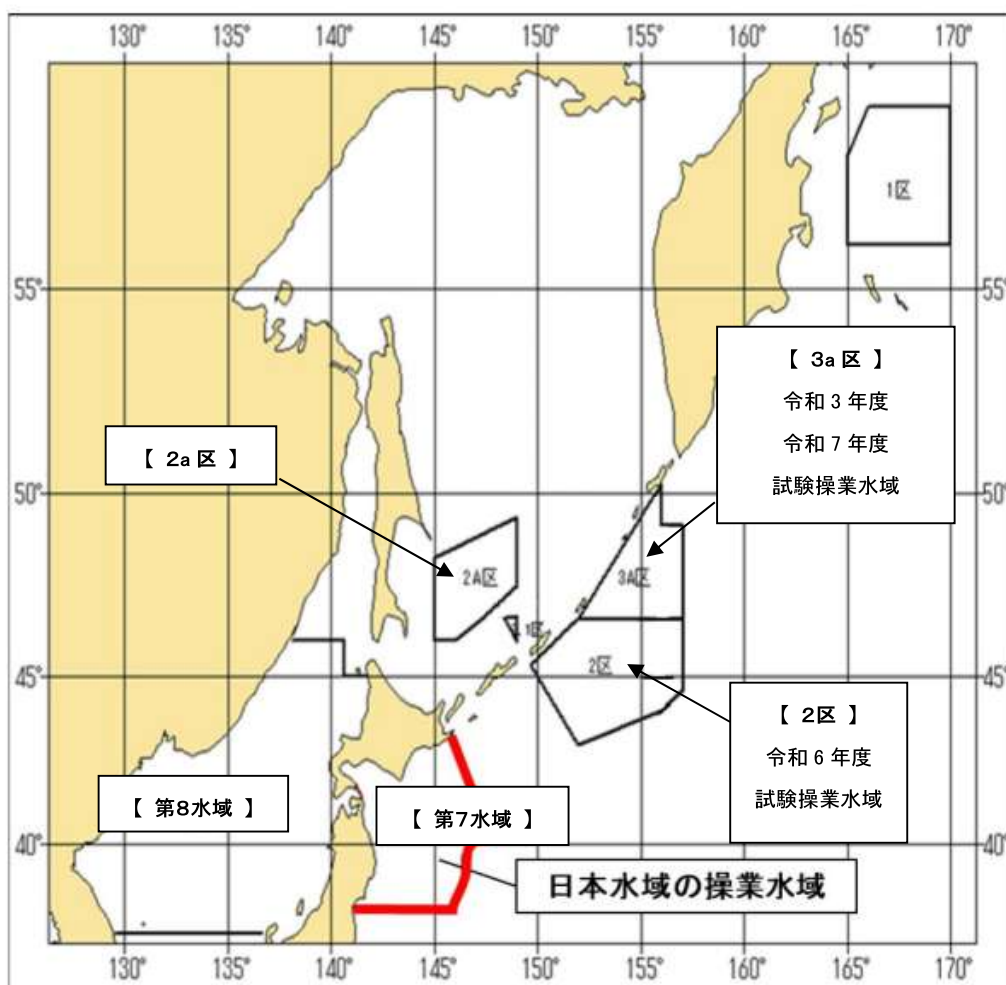 130° 135° 140° 145° 150° 155° 160° 165° 170°
1区
55° 55°
【 3a 区 】
令和 3 年度
令和 7 年度
試験操業水域
【 2a 区 】
50° 50°
2A区
3A区
1区
2区
45° 45°
【 2区 】
令和 6 年度
試験操業水域
【 第8水域 】
【 第7水域 】
40° 40°
日本水域の操業水域
130° 135° 140° 145° 150° 155° 160° 165° 170°